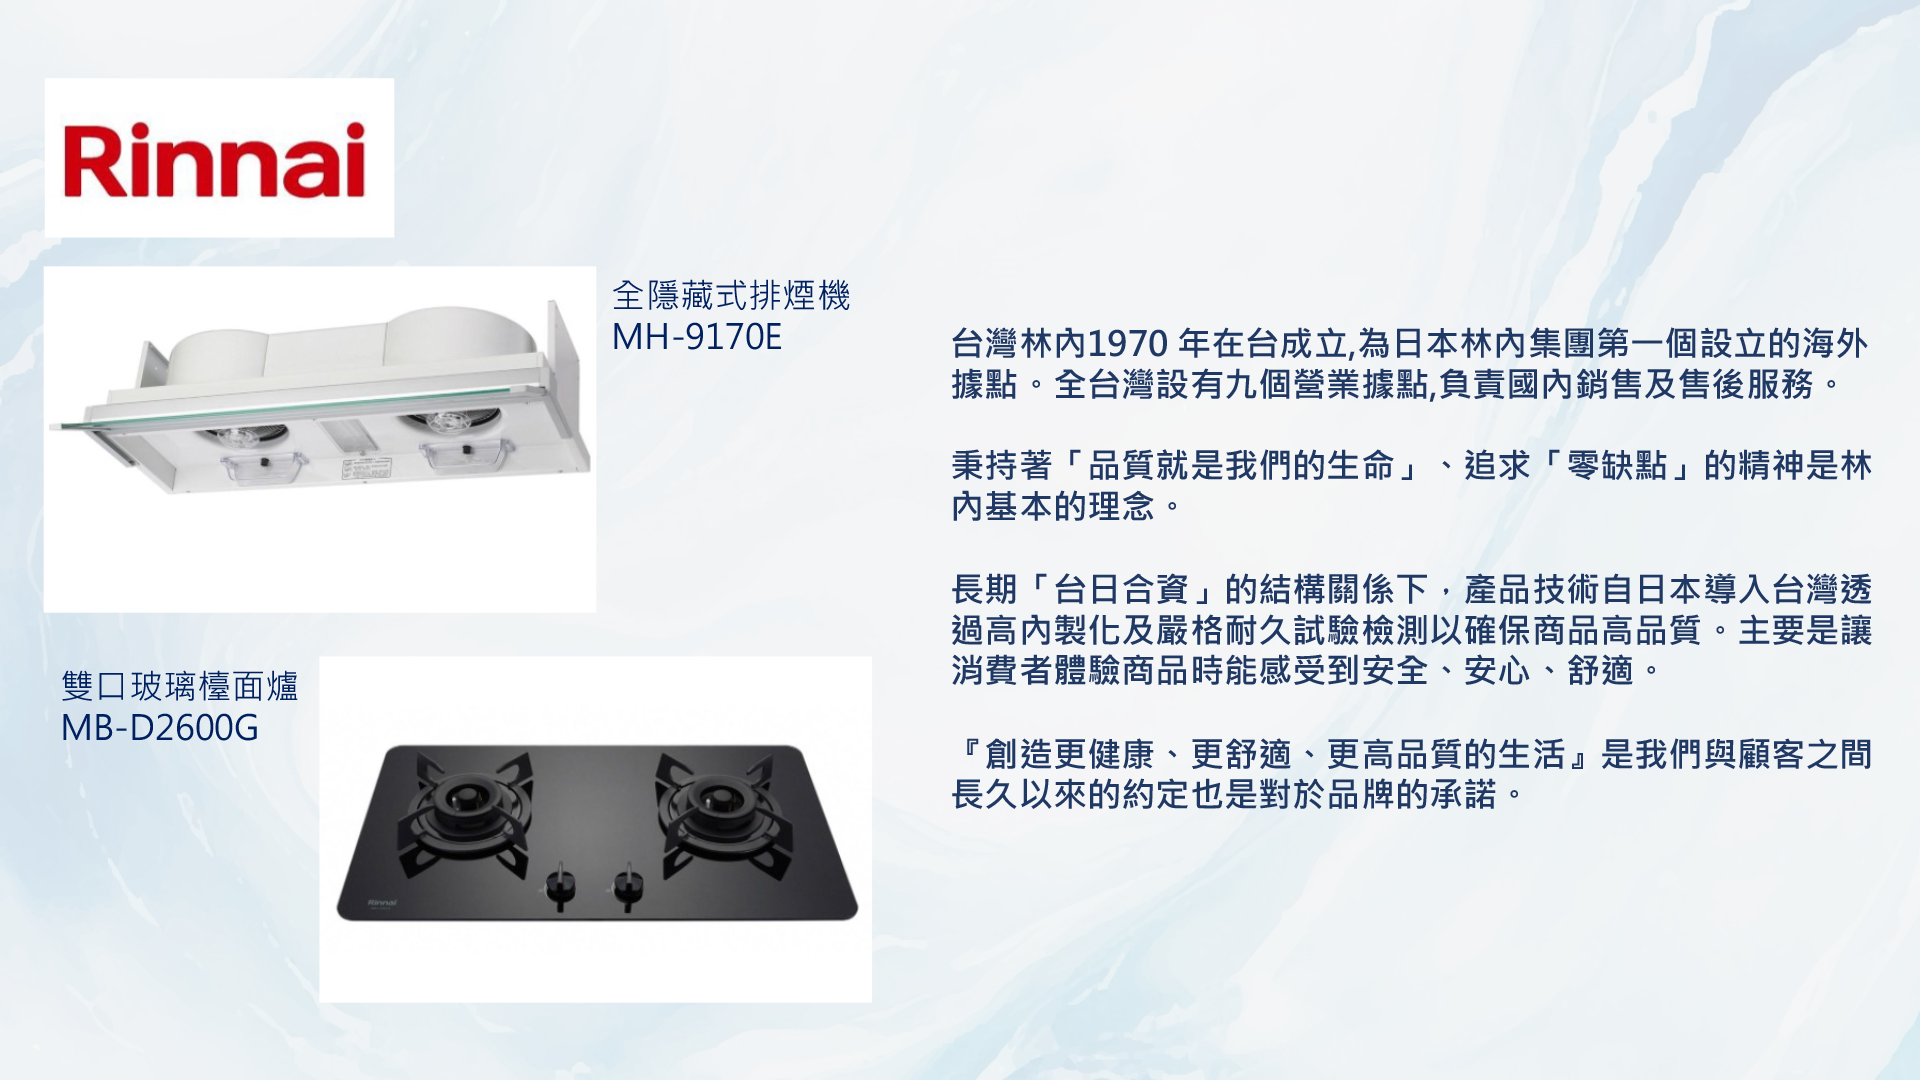 Rinnai
全隱藏式排煙機
MH-9170E
雙口玻璃檯面爐
MB-D2600G
Rinnai
台灣林內1970 年在台成立,為日本林內集團第一個設立的海外
據點。全台灣設有九個營業據點,負責國內銷售及售後服務。
秉持著「品質就是我們的生命」、追求「零缺點」的精神是林
內基本的理念。
長期「台日合資」的結構關係下，產品技術自日本導入台灣透
過高內製化及嚴格耐久試驗檢測以確保商品高品質。主要是讓
消費者體驗商品時能感受到安全、安心、舒適。
『創造更健康、更舒適、更高品質的生活』是我們與顧客之間
長久以來的約定也是對於品牌的承諾。